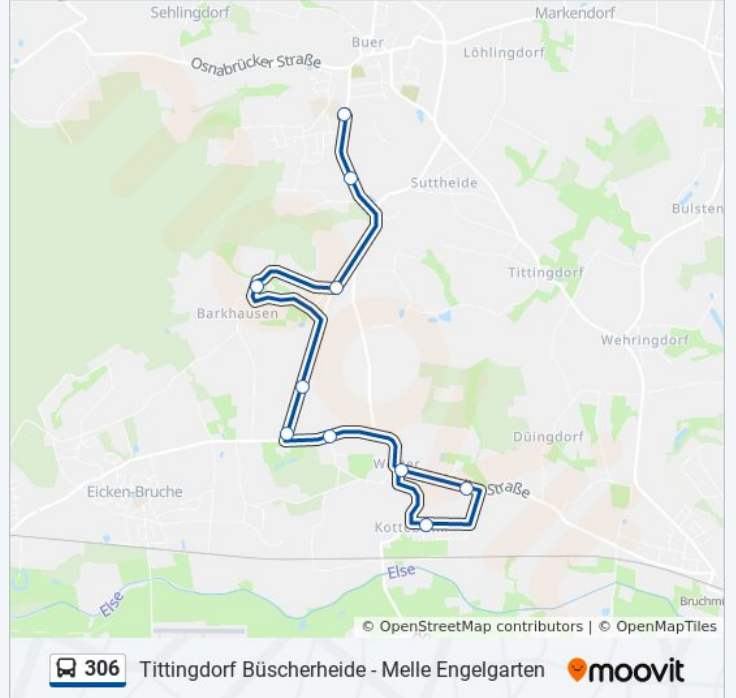 Sehlingdorf
Markendorf
Buer
Löhlingdorf
Osnabrücker Straße
Suttheide
Bulsten
Tittingdorf
Barkhausen
Wehringdorf
Düingdorf
Eicken-Bruche
Straße
Else
Else
Bruchm
© OpenStreetMap contributors | © OpenMapTiles
306 Tittingdorf Büscherheide - Melle Engelgarten moovit